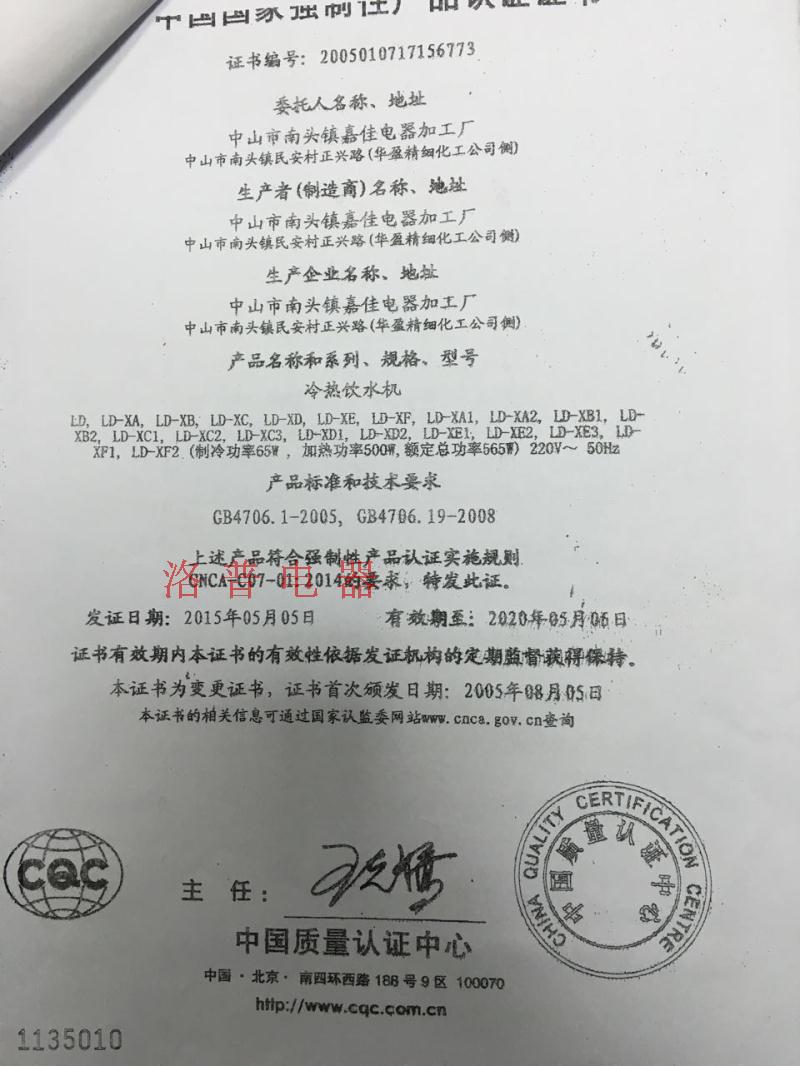 中国国家强制性产品认证证书
证书编号：2005010717156773
委托人名称、地址
中山市南头镇嘉佳电器加工厂
中山市南头镇民安村正兴路(华盈精细化工公司侧)
生产者(制造商)名称、地址
中山市南头镇嘉佳电器加工厂
中山市南头镇民安村正兴路(华盈精细化工公司侧)
生产企业名称、地址
中山市南头镇嘉佳电器加工厂
中山市南头镇民安村正兴路(华盈精细化工公司侧)
产品名称和系列、规格、型号
冷热饮水机
LD, LD-XA, LD-XB, LD-XC, LD-XD, LD-XE, LD-XF, LD-XA1, LD-XA2, LD-XB1, LD-
XB2, LD-XC1, LD-XC2, LD-XC3, LD-XD1, LD-XD2, LD-XE1, LD-XE2, LD-XE3, LD-
XF1, LD-XF2 (制冷功率65W，加热功率500W,额定总功率565W) 220V～ 50Hz
产品标准和技术要求
GB4706.1-2005, GB4706.19-2008
上述产品符合强制性产品认证实施规则
CNCA-C07-01:2014的要求，特发此证。
洛普电器
发证日期：2015年05月05日 有效期至：2020年05月05日
证书有效期内本证书的有效性依据发证机构的定期监督获得保持。
本证书为变更证书，证书首次颁发日期：2005年08月05日
本证书的相关信息可通过国家认监委网站www.cnca.gov.cn查询
CHINA QUALITY CERTIFICATION CENTRE
中国质量认证中心
CQC
主 任：
中国质量认证中心
中国·北京·南四环西路188号9区 100070
http://www.cqc.com.cn
1135010